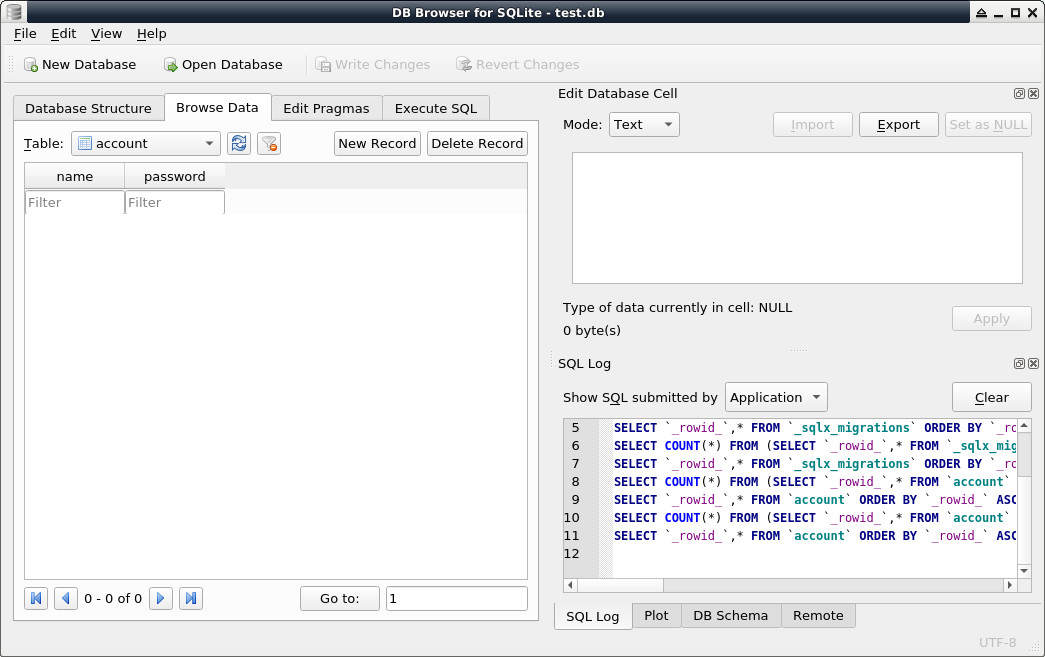 DB Browser for SQLite - test.db
File Edit View Help
New Database Open Database Write Changes Revert Changes
Database Structure Browse Data Edit Pragmas Execute SQL
Table: account New Record Delete Record
name password
Filter Filter
0 - 0 of 0 Go to: 1
Edit Database Cell
Mode: Text Import Export Set as NULL
Type of data currently in cell: NULL
0 byte(s)
Apply
SQL Log
Show SQL submitted by Application Clear
5 SELECT `_rowid_`,* FROM `_sqlx_migrations` ORDER BY `_ro
6 SELECT COUNT(*) FROM (SELECT `_rowid_`,* FROM `_sqlx_mig
7 SELECT `_rowid_`,* FROM `_sqlx_migrations` ORDER BY `_ro
8 SELECT COUNT(*) FROM (SELECT `_rowid_`,* FROM `account`
9 SELECT `_rowid_`,* FROM `account` ORDER BY `_rowid_` ASC
10 SELECT COUNT(*) FROM (SELECT `_rowid_`,* FROM `account`
11 SELECT `_rowid_`,* FROM `account` ORDER BY `_rowid_` ASC
12
SQL Log Plot DB Schema Remote
UTF-8